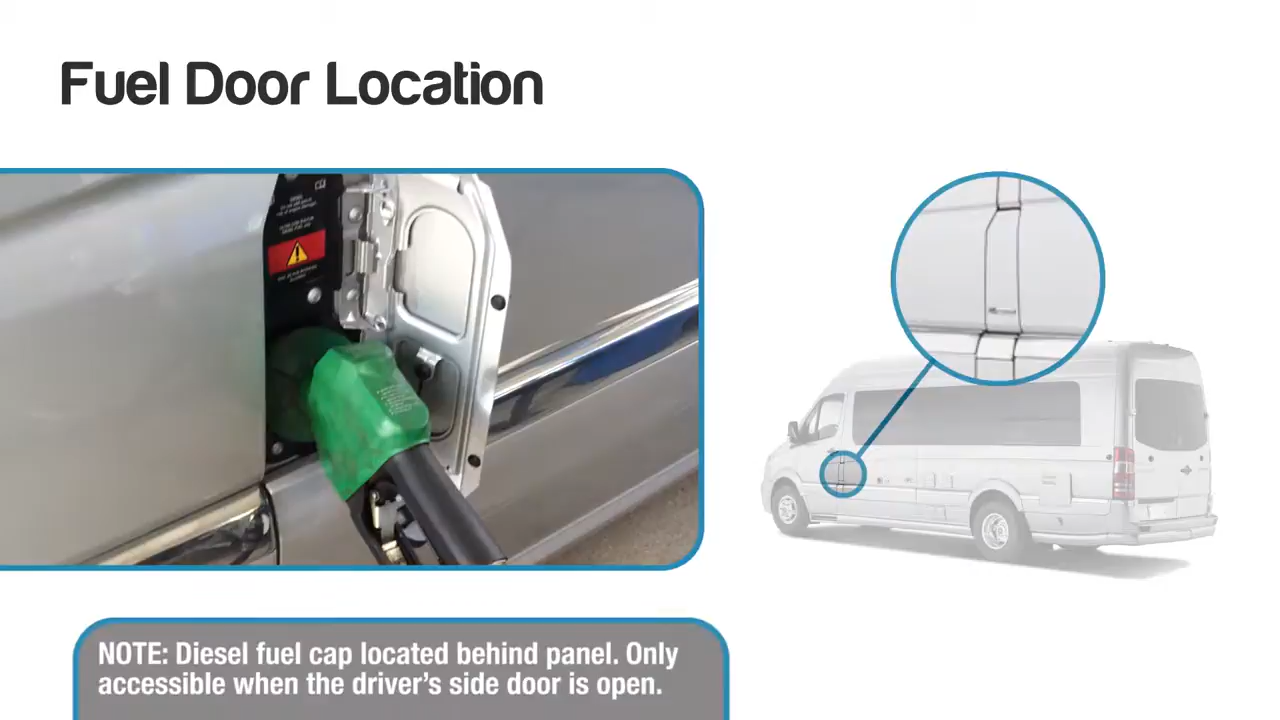 Fuel Door Location
NOTE: Diesel fuel cap located behind panel. Only
accessible when the driver's side door is open.